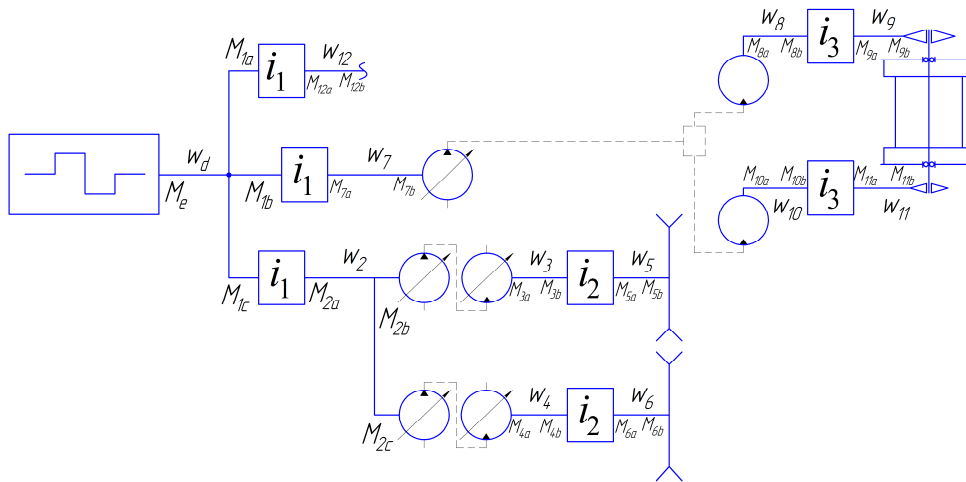 w8 w9
M8a M8b i3 M9a M9b
M1a i1 w12
M12a M12b
wd
Me M1b i1 M7a w7 M7b
M10a M10b i3 M11a M11b
w10 w11
M1c i1 M2a w2 M2b
w3 w5
M3a M3b i2 M5a M5b
w4 w6
M2c M4a M4b i2 M6a M6b